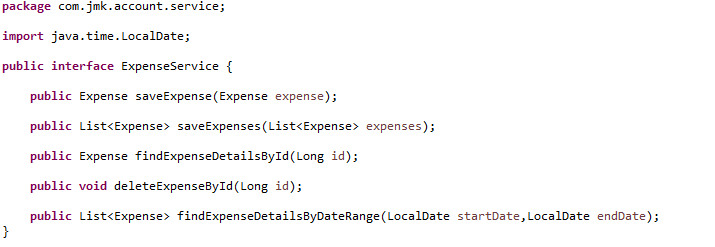 package com.jmk.account.service;
import java.time.LocalDate;
public interface ExpenseService {
public Expense saveExpense(Expense expense);
public List<Expense> saveExpenses(List<Expense> expenses);
public Expense findExpenseDetailsById(Long id);
public void deleteExpenseById(Long id);
public List<Expense> findExpenseDetailsByDateRange(LocalDate startDate,LocalDate endDate);
}